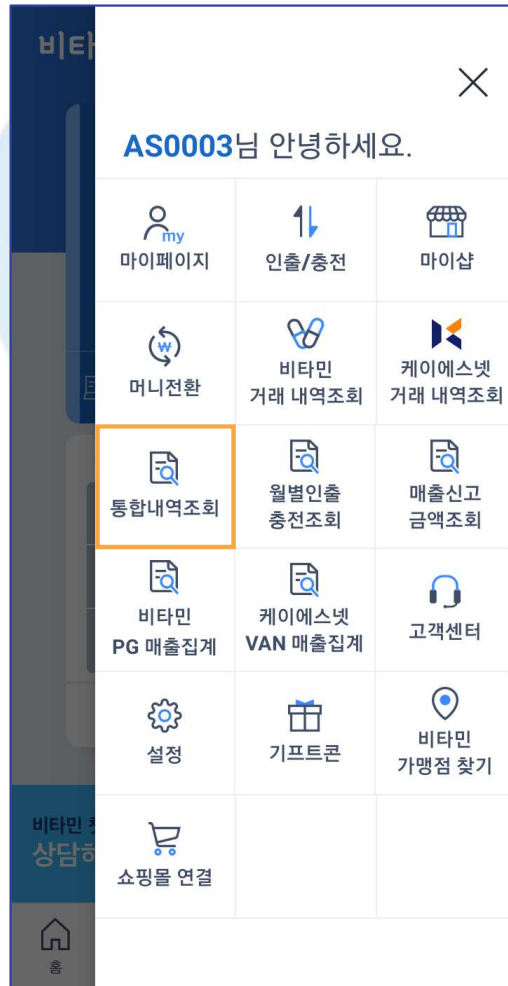 비타
AS0003님 안녕하세요.
my
마이페이지
인출/충전
마이샵
머니전환
비타민
거래 내역조회
케이에스넷
거래 내역조회
통합내역조회
월별인출
충전조회
매출신고
금액조회
비타민
PG 매출집계
케이에스넷
VAN 매출집계
고객센터
설정
기프트콘
비타민
가맹점 찾기
쇼핑몰 연결
비타민
상담하
홈